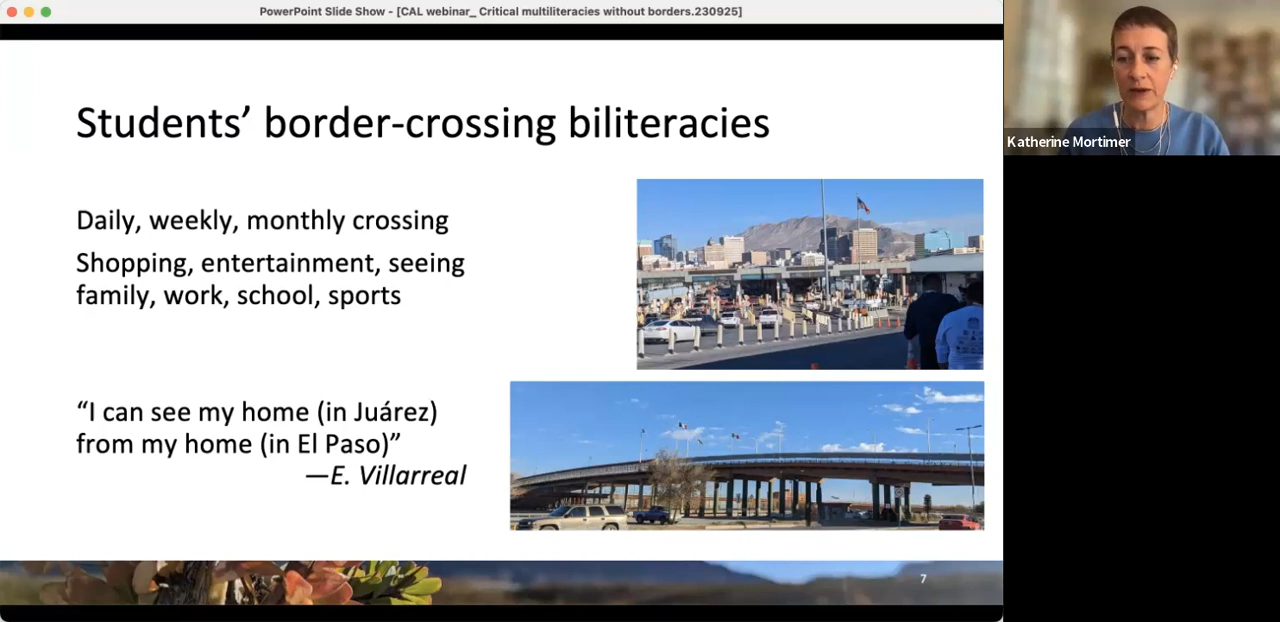 PowerPoint Slide Show - [CAL webinar_ Critical multiliteracies without borders.230925]
Students’ border-crossing biliteracies
Daily, weekly, monthly crossing
Shopping, entertainment, seeing
family, work, school, sports
“I can see my home (in Juárez)
from my home (in El Paso)”
—E. Villarreal
7
Katherine Mortimer